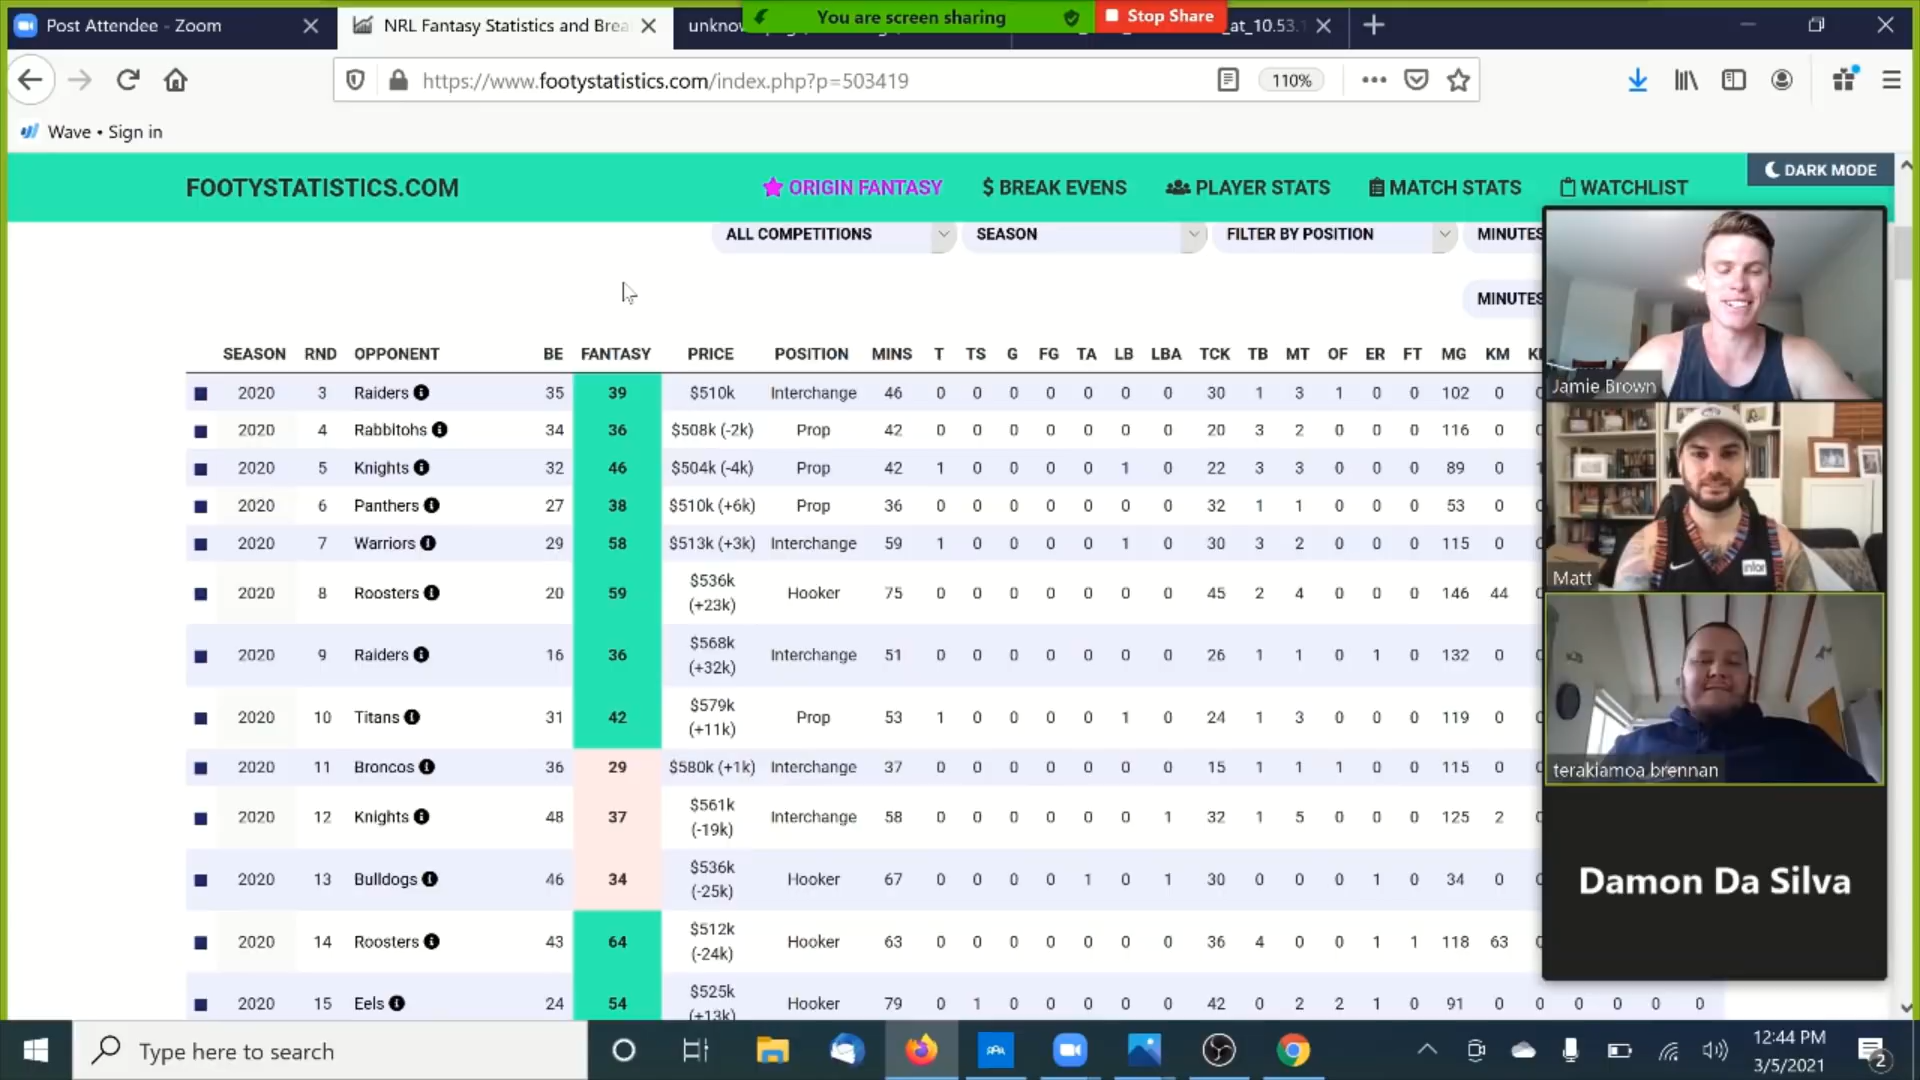 Post Attendee - Zoom
NRL Fantasy Statistics and Brea
unknow
You are screen sharing
Stop Share
_at_10.53.1
https://www.footystatistics.com/index.php?p=503419
110%
Wave • Sign in
FOOTYSTATISTICS.COM
ORIGIN FANTASY
$ BREAK EVENS
PLAYER STATS
MATCH STATS
WATCHLIST
DARK MODE
ALL COMPETITIONS
SEASON
FILTER BY POSITION
MINUTES
MINUTES
SEASON RND OPPONENT BE FANTASY PRICE POSITION MINS T TS G FG TA LB LBA TCK TB MT OF ER FT MG KM
2020 3 Raiders 35 39 $510k Interchange 46 0 0 0 0 0 0 0 30 1 3 1 0 0 102 0
2020 4 Rabbitohs 34 36 $508k (-2k) Prop 42 0 0 0 0 0 0 0 20 3 2 0 0 0 116 0
2020 5 Knights 32 46 $504k (-4k) Prop 42 1 0 0 0 0 1 0 22 3 3 0 0 0 89 0
2020 6 Panthers 27 38 $510k (+6k) Prop 36 0 0 0 0 0 0 0 32 1 1 0 0 0 53 0
2020 7 Warriors 29 58 $513k (+3k) Interchange 59 1 0 0 0 0 1 0 30 3 2 0 0 0 115 0
2020 8 Roosters 20 59 $536k (+23k) Hooker 75 0 0 0 0 0 0 0 45 2 4 0 0 0 146 44
2020 9 Raiders 16 36 $568k (+32k) Interchange 51 0 0 0 0 0 0 0 26 1 1 0 1 0 132 0
2020 10 Titans 31 42 $579k (+11k) Prop 53 1 0 0 0 0 1 0 24 1 3 0 0 0 119 0
2020 11 Broncos 36 29 $580k (+1k) Interchange 37 0 0 0 0 0 0 0 15 1 1 1 0 0 115 0
2020 12 Knights 48 37 $561k (-19k) Interchange 58 0 0 0 0 0 0 1 32 1 5 0 0 0 125 2
2020 13 Bulldogs 46 34 $536k (-25k) Hooker 67 0 0 0 0 1 0 1 30 0 0 0 1 0 34 0
2020 14 Roosters 43 64 $512k (-24k) Hooker 63 0 0 0 0 0 0 0 36 4 0 0 1 1 118 63
2020 15 Eels 24 54 $525k (+13k) Hooker 79 0 1 0 0 0 0 0 42 0 2 2 1 0 91 0 0 0 0 0
Jamie Brown
Matt
terakiamoa brennan
Damon Da Silva
Type here to search
12:44 PM
3/5/2021
2